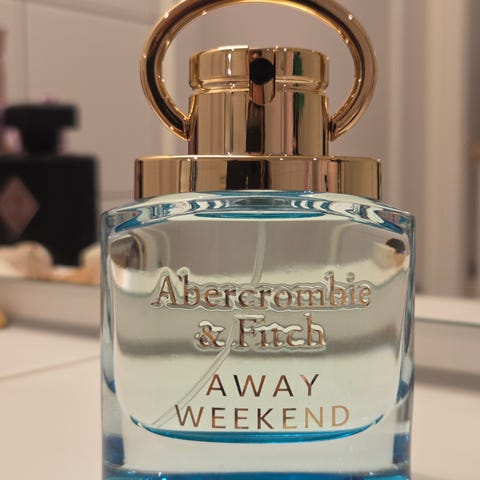 Abercrombie
& Fitch
AWAY
WEEKEND